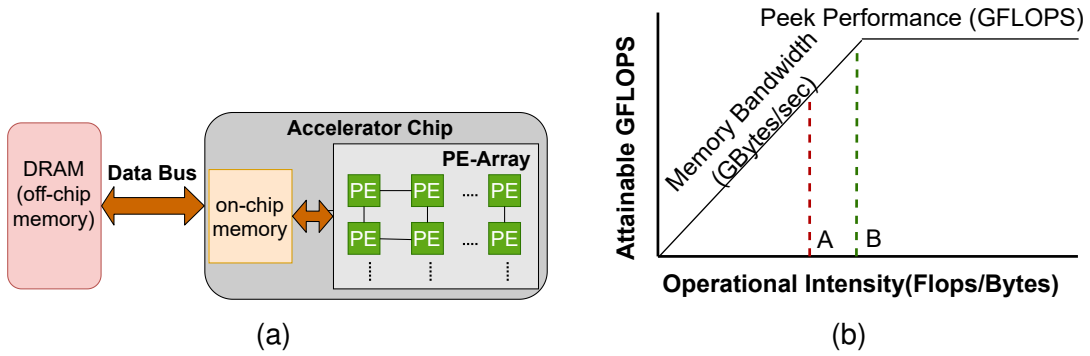 DRAM
(off-chip
memory)
Data Bus
Accelerator Chip
on-chip
memory
PE-Array
PE PE .... PE
PE PE .... PE
(a)
Peek Performance (GFLOPS)
Memory Bandwidth
(GBytes/sec)
Attainable GFLOPS
A B
Operational Intensity(Flops/Bytes)
(b)